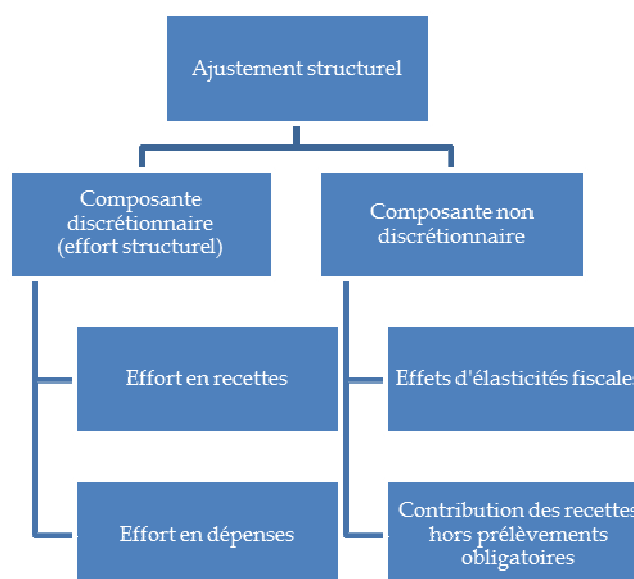 Ajustement structurel
Composante
discrétionnaire
(effort structurel)
Composante non
discrétionnaire
Effort en recettes
Effort en dépenses
Effets d'élasticités fiscales
Contribution des recettes
hors prélèvements
obligatoires